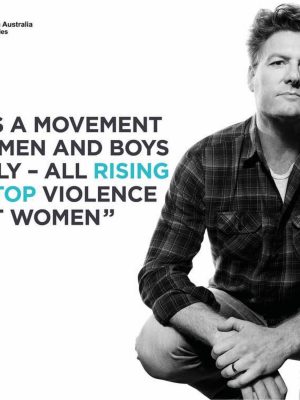 Australia
S A MOVEMENT
MEN AND BOYS
LY – ALL RISING
TOP VIOLENCE
T WOMEN”